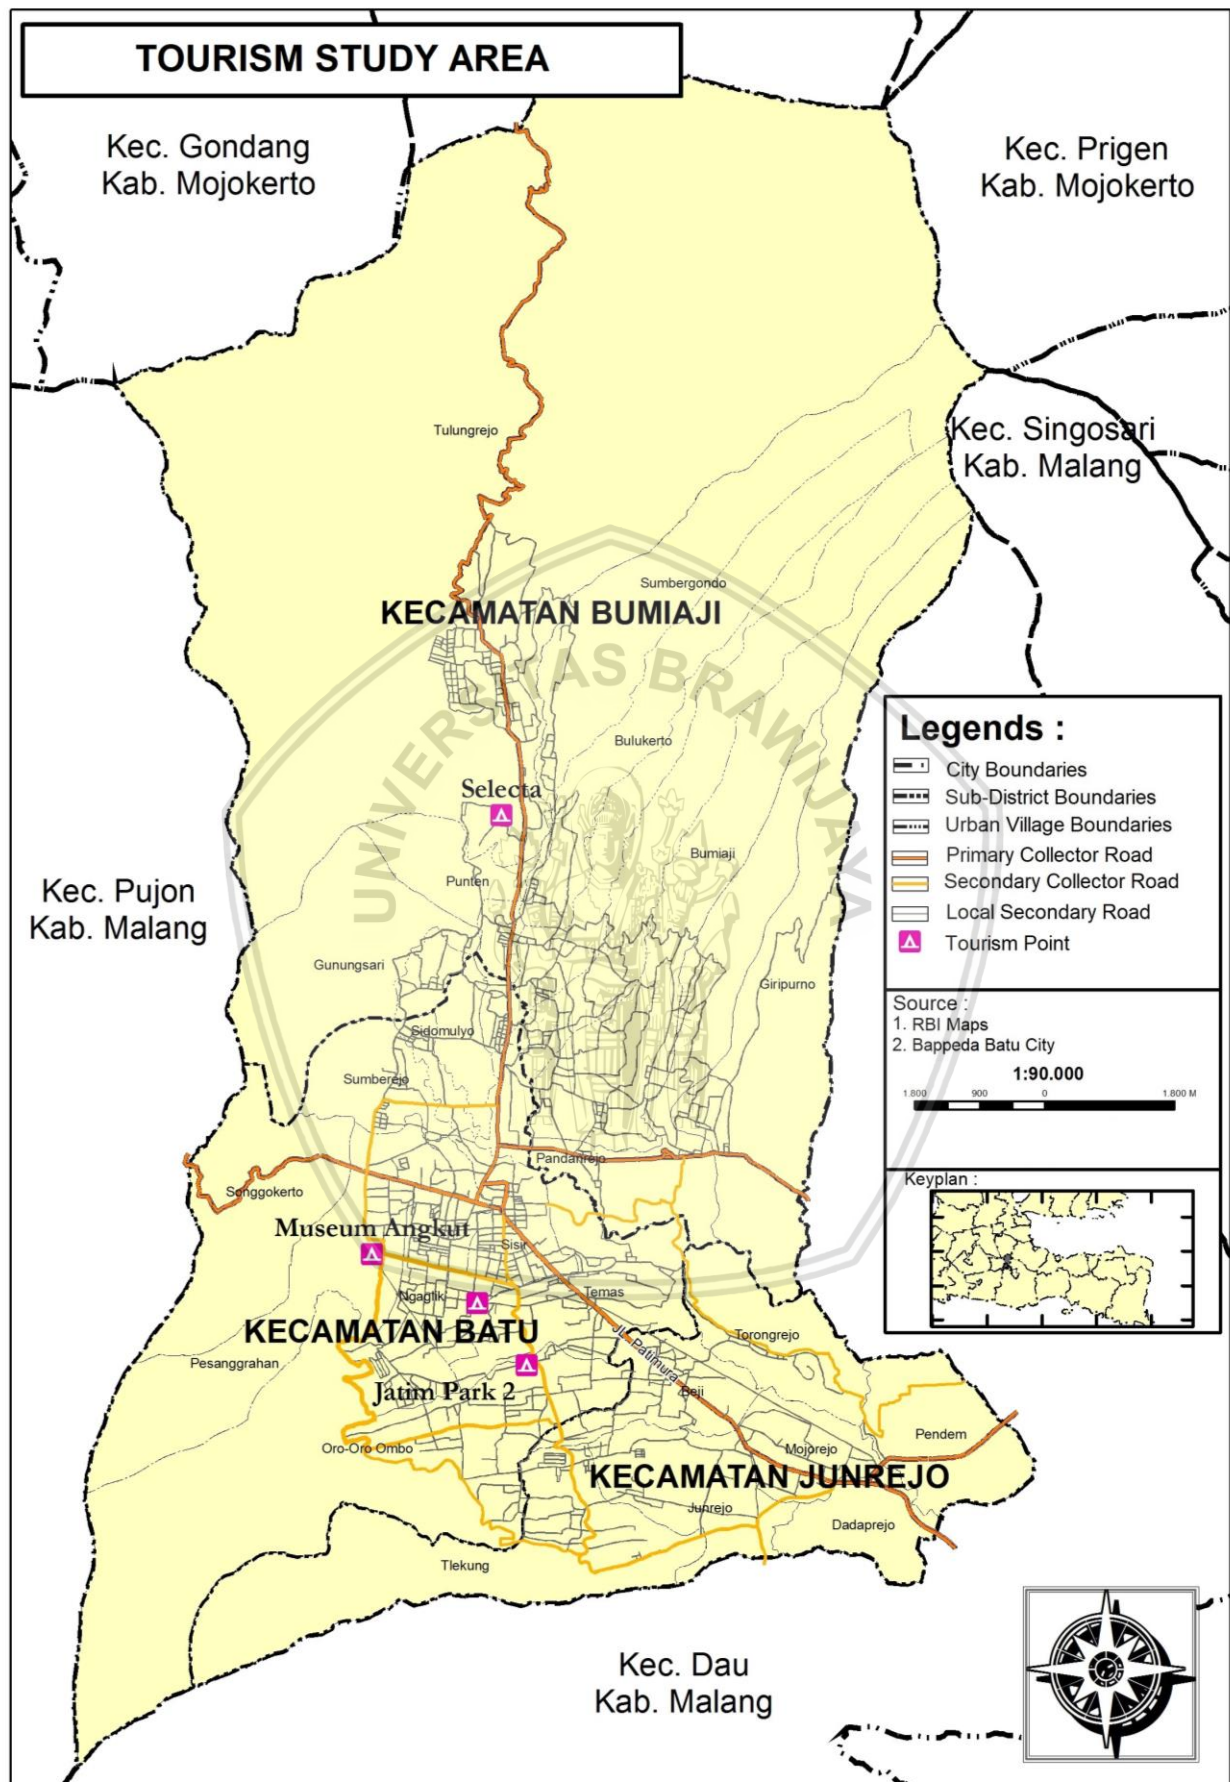 TOURISM STUDY AREA
Kec. Gondang
Kab. Mojokerto
Kec. Prigen
Kab. Mojokerto
Kec. Singosari
Kab. Malang
Tulungrejo
Sumbergondo
KECAMATAN BUMIAJI
UNIVERSITAS BRAWIJAYA
Bulukerto
Selecta
Bumiaji
Punten
Kec. Pujon
Kab. Malang
Gunungsari
Giripurno
Sidomulyo
Sumberejo
Pandanrejo
Songgokerto
Museum Angkut
Sisir
Ngaglik
Temas
KECAMATAN BATU
JL. Patimura
Torongrejo
Pesanggrahan
Jatim Park 2
Beji
Oro-Oro Ombo
Mojorejo
Pendem
KECAMATAN JUNREJO
Junrejo
Dadaprejo
Tlekung
Kec. Dau
Kab. Malang
Legends :
City Boundaries
Sub-District Boundaries
Urban Village Boundaries
Primary Collector Road
Secondary Collector Road
Local Secondary Road
Tourism Point
Source :
1. RBI Maps
2. Bappeda Batu City
1:90.000
1.800 900 0 1.800 M
Keyplan :